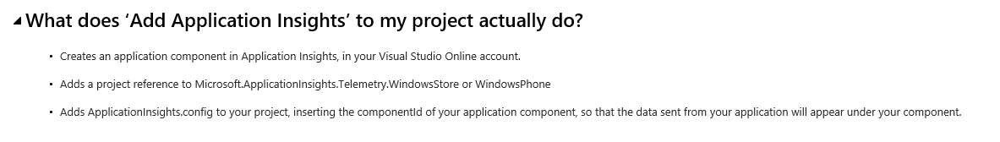 What does ‘Add Application Insights’ to my project actually do?
• Creates an application component in Application Insights, in your Visual Studio Online account.
• Adds a project reference to Microsoft.ApplicationInsights.Telemetry.WindowsStore or WindowsPhone
• Adds ApplicationInsights.config to your project, inserting the componentId of your application component, so that the data sent from your application will appear under your component.